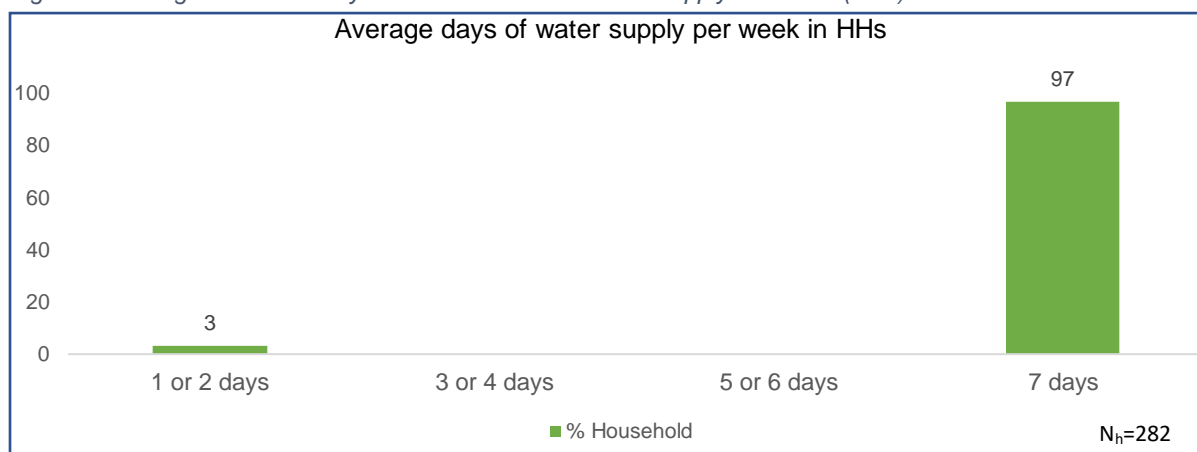 Average days of water supply per week in HHs
97
100
80
60
40
20
3
0
1 or 2 days 3 or 4 days 5 or 6 days 7 days
% Household
Nₕ=282